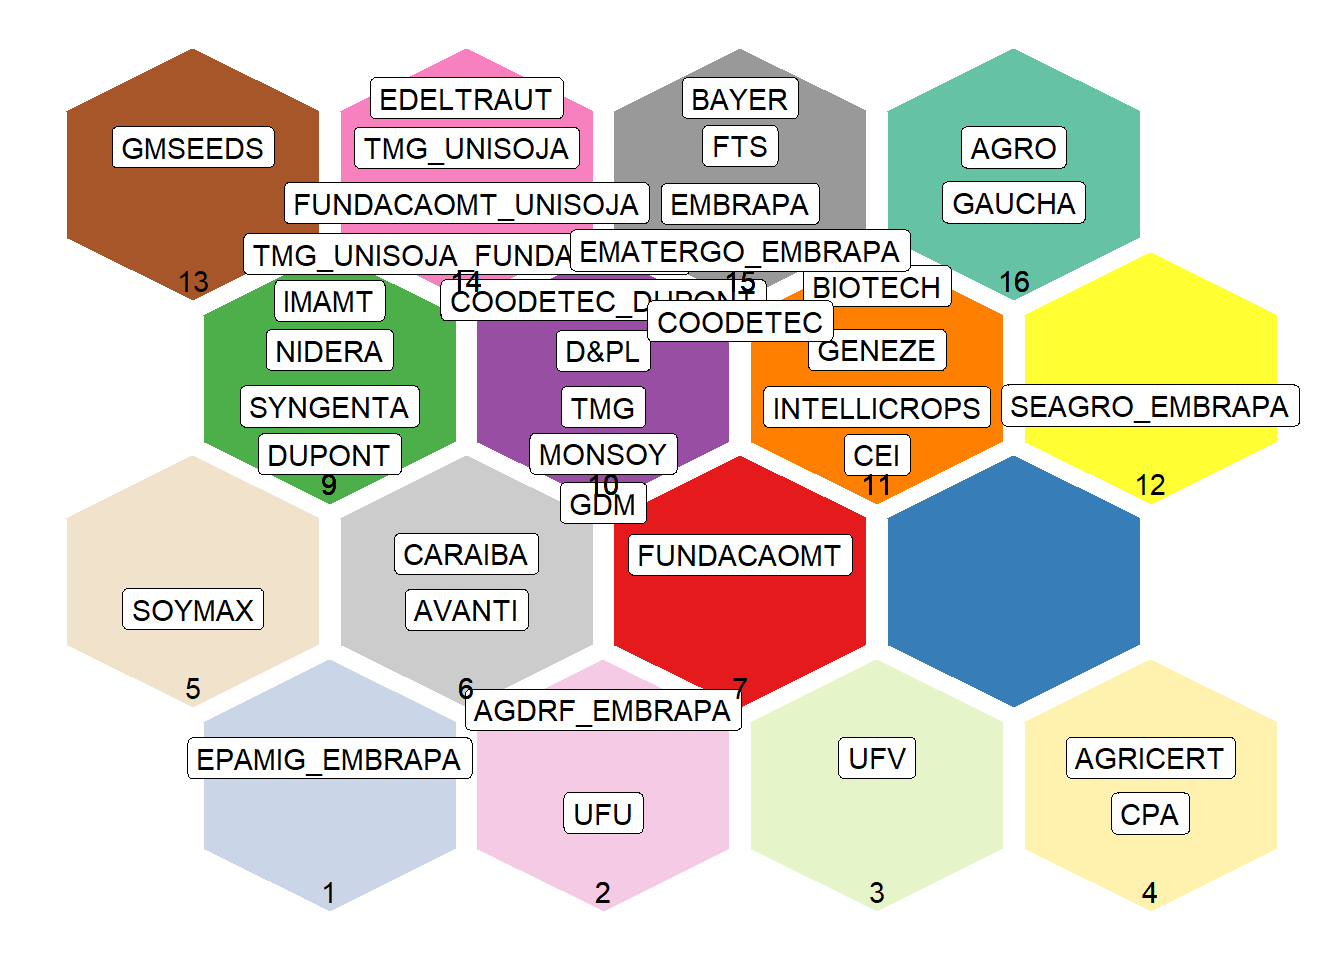 EDELTRAUT
BAYER
GMSEEDS
TMG_UNISOJA
FTS
AGRO
FUNDACAOMT_UNISOJA
EMBRAPA
GAUCHA
TMG_UNISOJA_FUNDA
EMATERGO_EMBRAPA
13
14
15
16
IMAMT
COODETEC_DUPONT
BIOTECH
COODETEC
NIDERA
D&PL
GENEZE
SYNGENTA
TMG
INTELLICROPS
SEAGRO_EMBRAPA
DUPONT
MONSOY
CEI
9
10
11
12
GDM
CARAIBA
FUNDACAOMT
SOYMAX
AVANTI
5
6
7
AGDRF_EMBRAPA
EPAMIG_EMBRAPA
UFV
AGRICERT
UFU
CPA
1
2
3
4